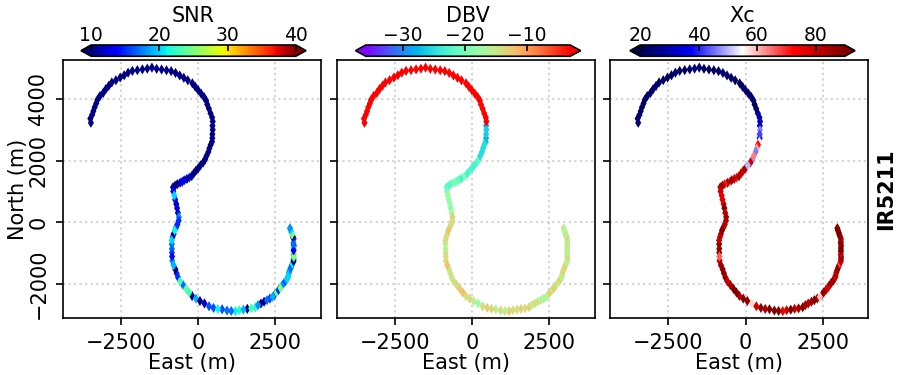 SNR
DBV
Xc
10 20 30 40
−30 −20 −10
20 40 60 80
North (m)
4000
2000
0
−2000
−2500 0 2500
−2500 0 2500
−2500 0 2500
East (m)
East (m)
East (m)
IR5211